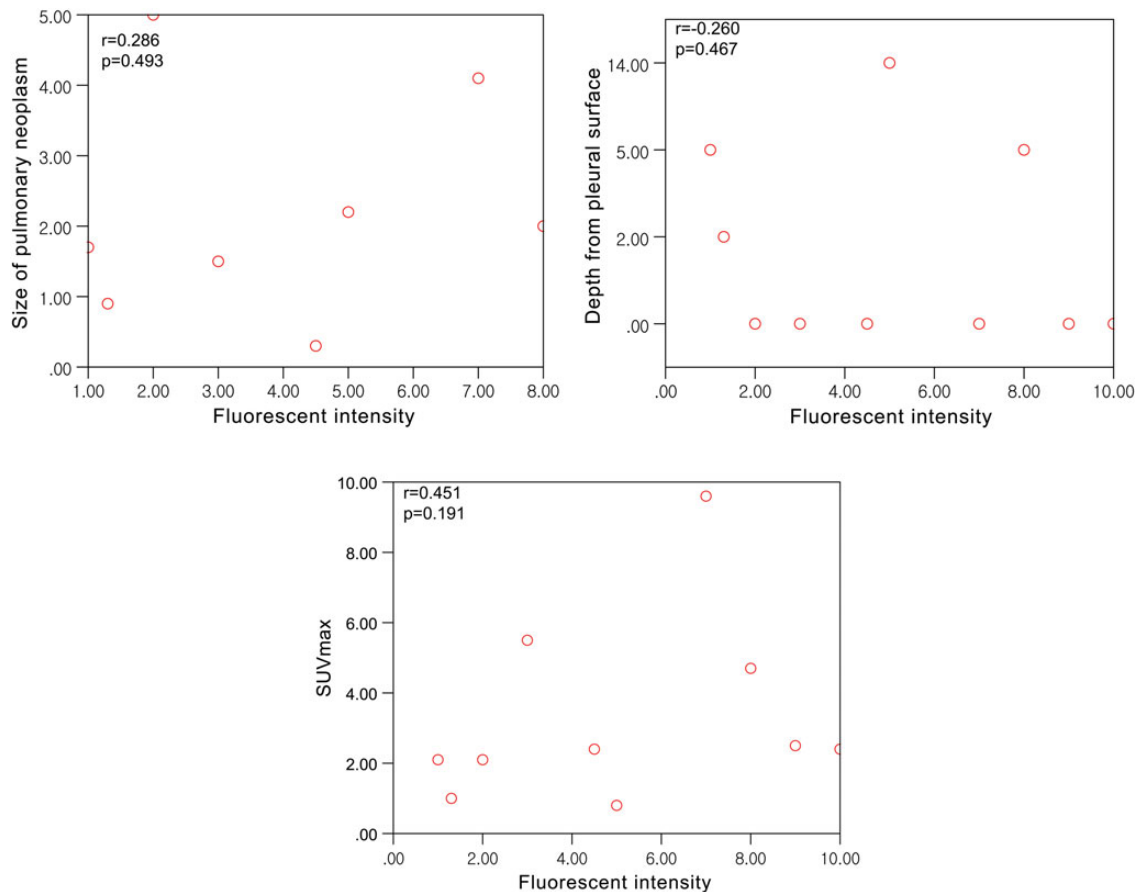 r=0.286
p=0.493
Size of pulmonary neoplasm
5.00
4.00
3.00
2.00
1.00
.00
1.00 2.00 3.00 4.00 5.00 6.00 7.00 8.00
Fluorescent intensity
r=-0.260
p=0.467
Depth from pleural surface
14.00
5.00
2.00
.00
.00 2.00 4.00 6.00 8.00 10.00
Fluorescent intensity
r=0.451
p=0.191
SUVmax
10.00
8.00
6.00
4.00
2.00
.00
.00 2.00 4.00 6.00 8.00 10.00
Fluorescent intensity